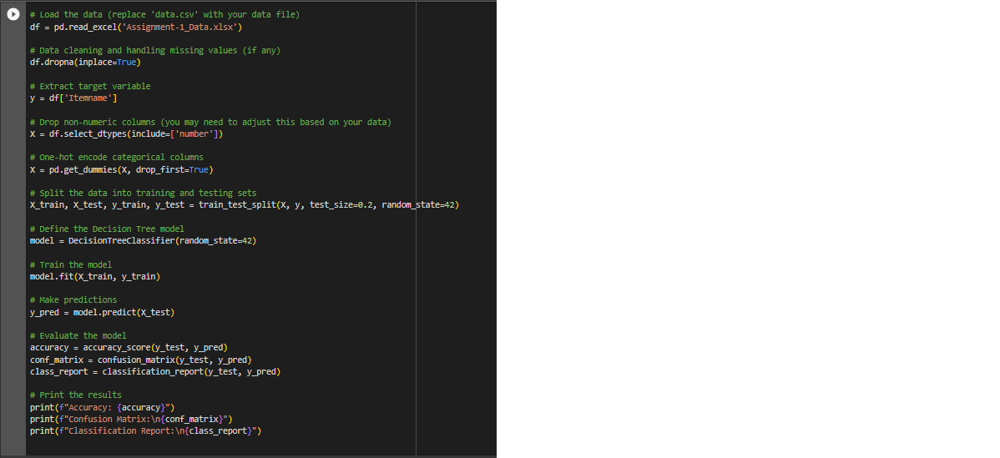 # Load the data (replace 'data.csv' with your data file)
df = pd.read_excel('Assignment-1_Data.xlsx')
# Data cleaning and handling missing values (if any)
df.dropna(inplace=True)
# Extract target variable
y = df['Itemname']
# Drop non-numeric columns (you may need to adjust this based on your data)
X = df.select_dtypes(include=['number'])
# One-hot encode categorical columns
X = pd.get_dummies(X, drop_first=True)
# Split the data into training and testing sets
X_train, X_test, y_train, y_test = train_test_split(X, y, test_size=0.2, random_state=42)
# Define the Decision Tree model
model = DecisionTreeClassifier(random_state=42)
# Train the model
model.fit(X_train, y_train)
# Make predictions
y_pred = model.predict(X_test)
# Evaluate the model
accuracy = accuracy_score(y_test, y_pred)
conf_matrix = confusion_matrix(y_test, y_pred)
class_report = classification_report(y_test, y_pred)
# Print the results
print(f"Accuracy: {accuracy}")
print(f"Confusion Matrix:\n{conf_matrix}")
print(f"Classification Report:\n{class_report}")